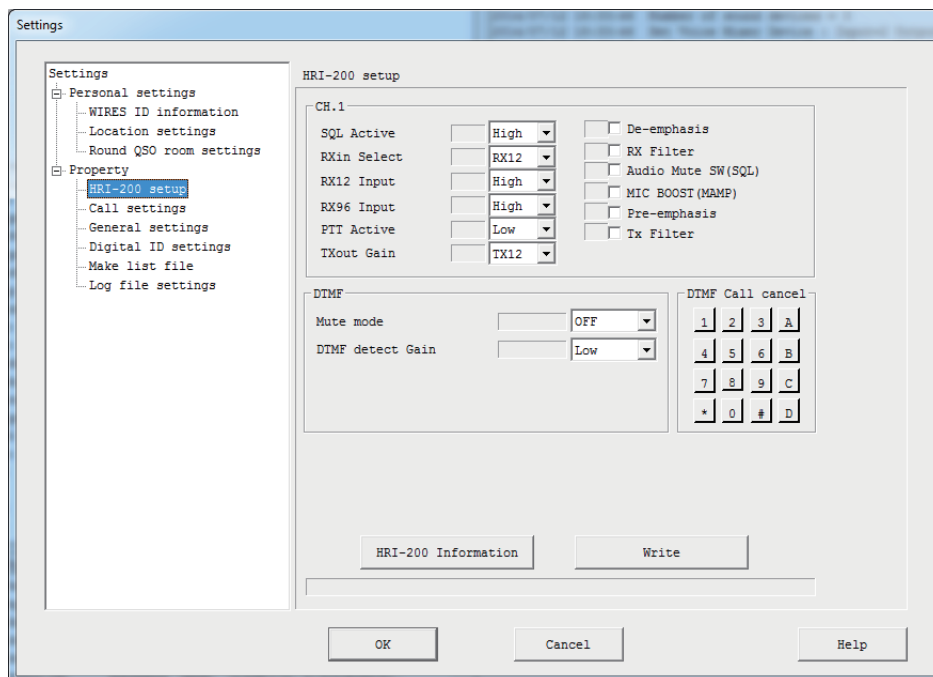 Settings
Settings
Personal settings
WIRES ID information
Location settings
Round QSO room settings
Property
HRI-200 setup
Call settings
General settings
Digital ID settings
Make list file
Log file settings
HRI-200 setup
CH.1
SQL Active High
RXin Select RX12
RX12 Input High
RX96 Input High
PTT Active Low
TXout Gain TX12
De-emphasis
RX Filter
Audio Mute SW(SQL)
MIC BOOST(MAMP)
Pre-emphasis
Tx Filter
DTMF
Mute mode OFF
DTMF detect Gain Low
DTMF Call cancel
1 2 3 A
4 5 6 B
7 8 9 C
* 0 # D
HRI-200 Information Write
OK Cancel Help